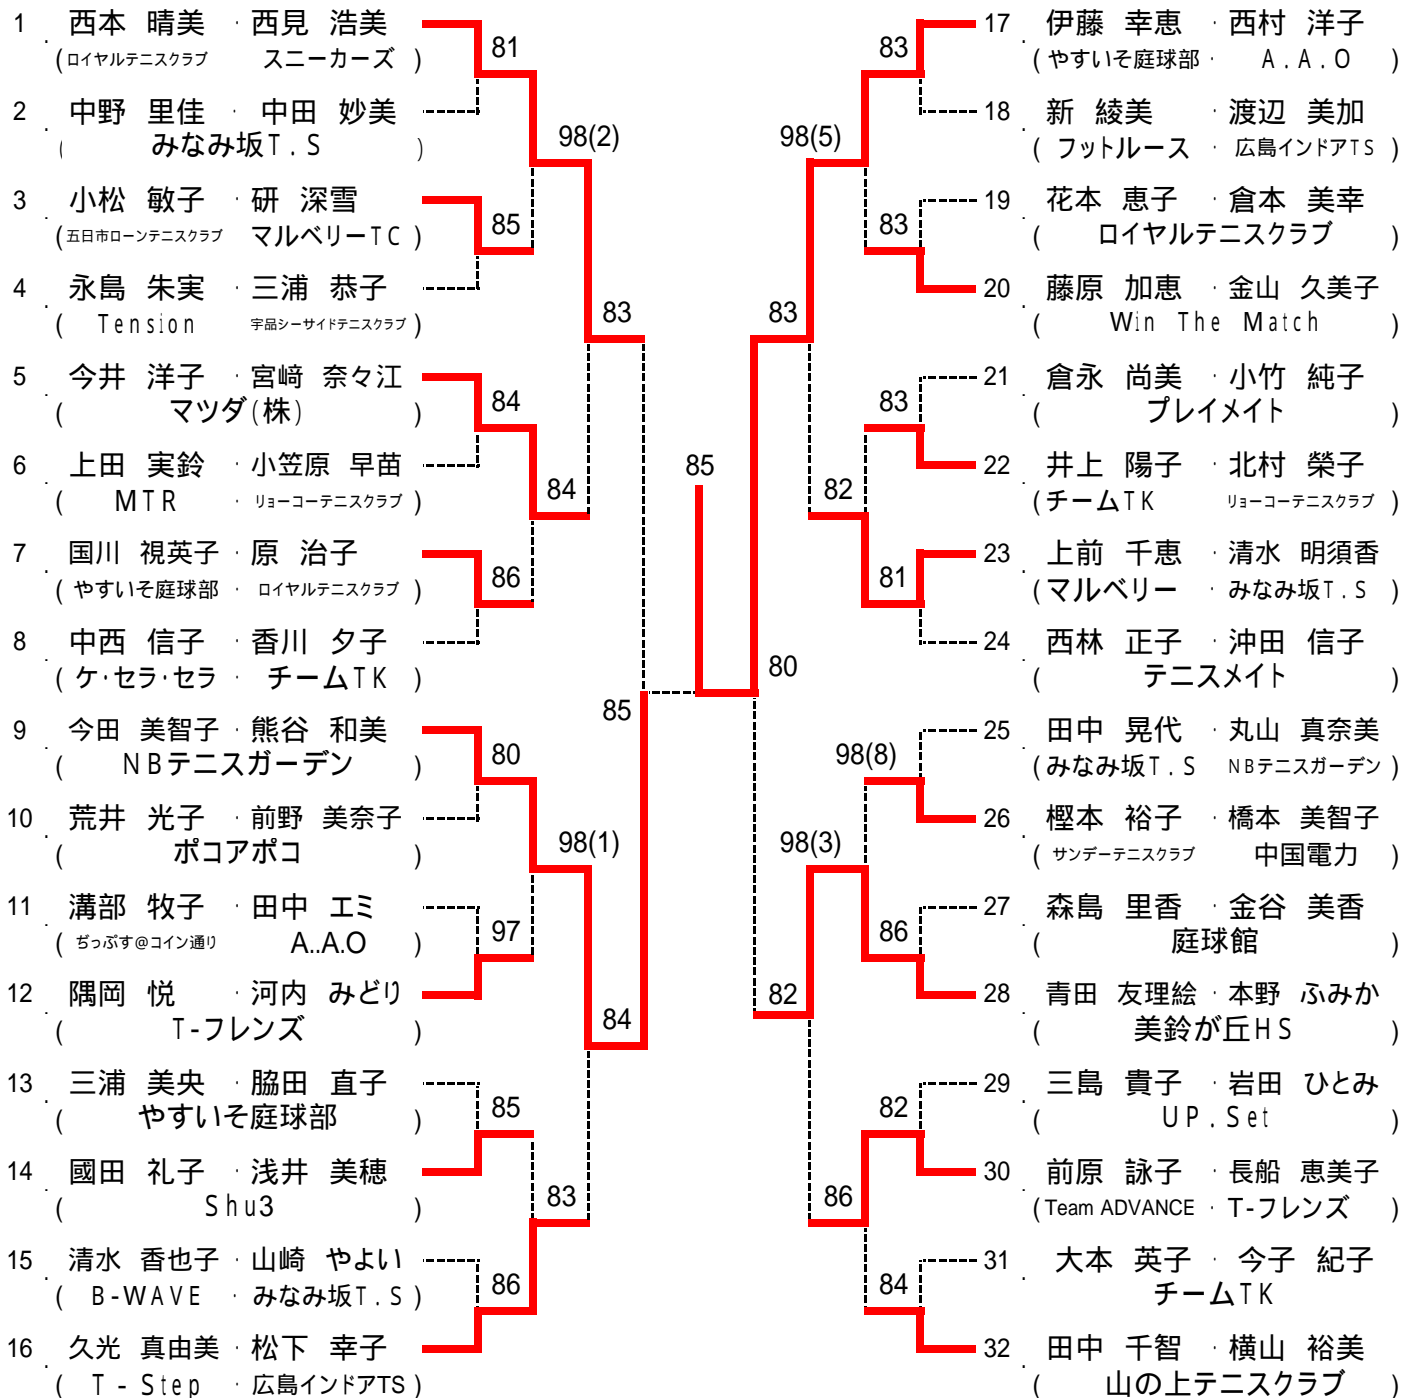 1 . 西本 晴美 ・ 西見 浩美
( ロイヤルテニスクラブ スニーカーズ )
2 . 中野 里佳 ・ 中田 妙美
( みなみ坂T.S )
3 . 小松 敏子 ・ 研 深雪
( 五日市ローンテニスクラブ マルベリーTC )
4 . 永島 朱実 ・ 三浦 恭子
( Tension 宇品シーサイドテニスクラブ )
5 . 今井 洋子 ・ 宮﨑 奈々江
( マツダ(株) )
6 . 上田 実鈴 ・ 小笠原 早苗
( MTR ・ リョーコーテニスクラブ )
7 . 国川 視英子 ・ 原 治子
( やすいそ庭球部 ・ ロイヤルテニスクラブ )
8 . 中西 信子 ・ 香川 夕子
( ケ・セラ・セラ ・ チームTK )
9 . 今田 美智子 ・ 熊谷 和美
( NBテニスガーデン )
10 . 荒井 光子 ・ 前野 美奈子
( ポコアポコ )
11 . 溝部 牧子 ・ 田中 エミ
( ぢっぷす@コイン通り A..A.O )
12 . 隅岡 悦 ・ 河内 みどり
( T-フレンズ )
13 . 三浦 美央 ・ 脇田 直子
( やすいそ庭球部 )
14 . 國田 礼子 ・ 浅井 美穂
( Shu3 )
15 . 清水 香也子 ・ 山崎 やよい
( B-WAVE ・ みなみ坂T.S )
16 . 久光 真由美 ・ 松下 幸子
( T - Step ・ 広島インドアTS )
81
85
84
86
80
97
85
86
98(2)
84
98(1)
83
83
84
85
85
80
83
82
98(5)
82
98(3)
86
83
83
83
81
98(8)
86
82
84
17 . 伊藤 幸恵 ・ 西村 洋子
( やすいそ庭球部 ・ A.A.O )
18 . 新 綾美 ・ 渡辺 美加
( フットルース ・ 広島インドアTS )
19 . 花本 恵子 ・ 倉本 美幸
( ロイヤルテニスクラブ )
20 . 藤原 加恵 ・ 金山 久美子
( Win The Match )
21 . 倉永 尚美 ・ 小竹 純子
( プレイメイト )
22 . 井上 陽子 ・ 北村 榮子
( チームTK リョーコーテニスクラブ )
23 . 上前 千恵 ・ 清水 明須香
( マルベリー ・ みなみ坂T.S )
24 . 西林 正子 ・ 沖田 信子
( テニスメイト )
25 . 田中 晃代 ・ 丸山 真奈美
( みなみ坂T.S NBテニスガーデン )
26 . 樫本 裕子 ・ 橋本 美智子
( サンデーテニスクラブ 中国電力 )
27 . 森島 里香 ・ 金谷 美香
( 庭球館 )
28 . 青田 友理絵 ・ 本野 ふみか
( 美鈴が丘HS )
29 . 三島 貴子 ・ 岩田 ひとみ
( UP.Set )
30 . 前原 詠子 ・ 長船 恵美子
( Team ADVANCE ・ T-フレンズ )
31 . 大本 英子 ・ 今子 紀子
チームTK
32 . 田中 千智 ・ 横山 裕美
( 山の上テニスクラブ )